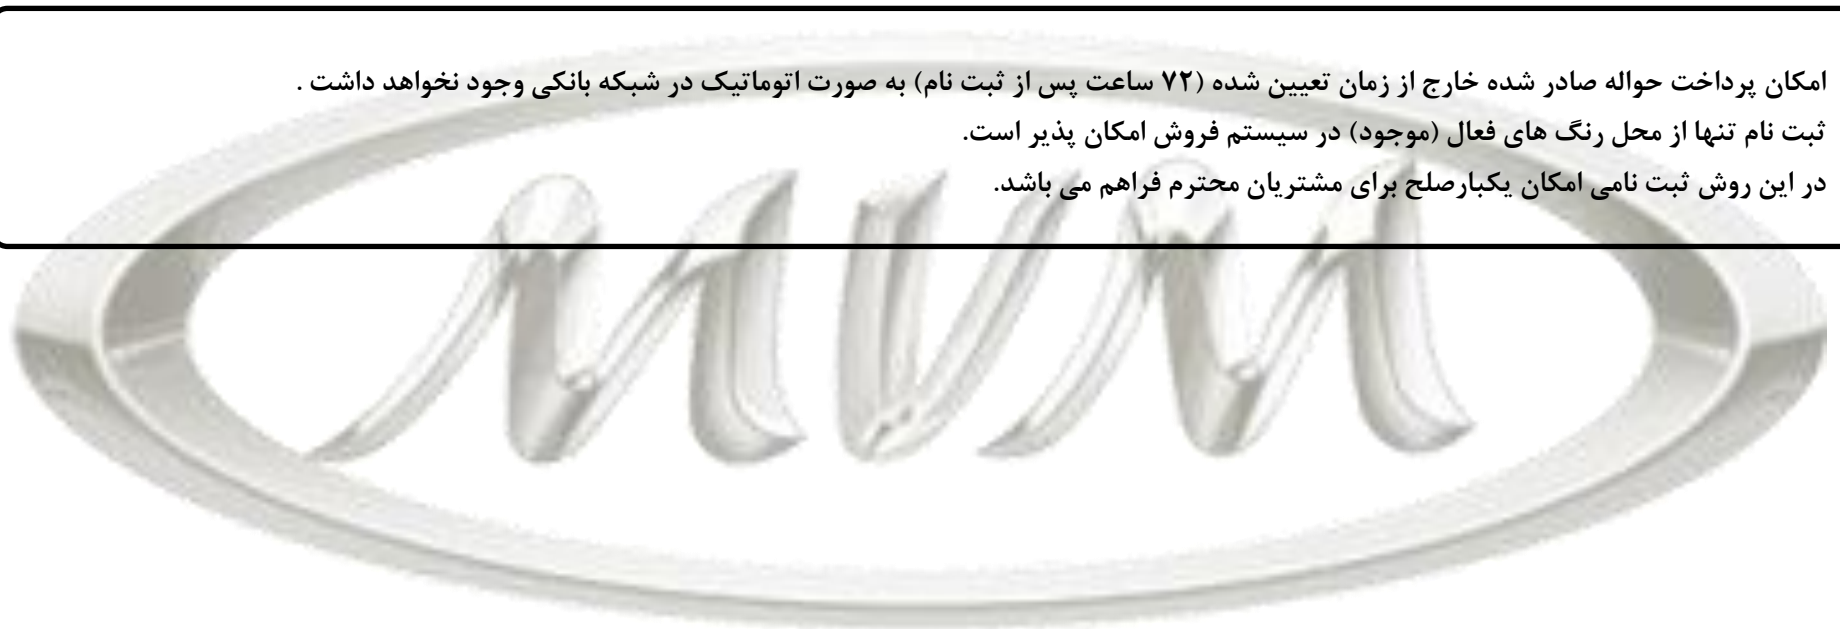 امکان پرداخت حواله صادر شده خارج از زمان تعیین شده (۷۲ ساعت پس از ثبت نام) به صورت اتوماتیک در شبکه بانکی وجود نخواهد داشت .
ثبت نام تنها از محل رنگ های فعال (موجود) در سیستم فروش امکان پذیر است.
در این روش ثبت نامی امکان یکبارصلح برای مشتریان محترم فراهم می باشد.
MVM